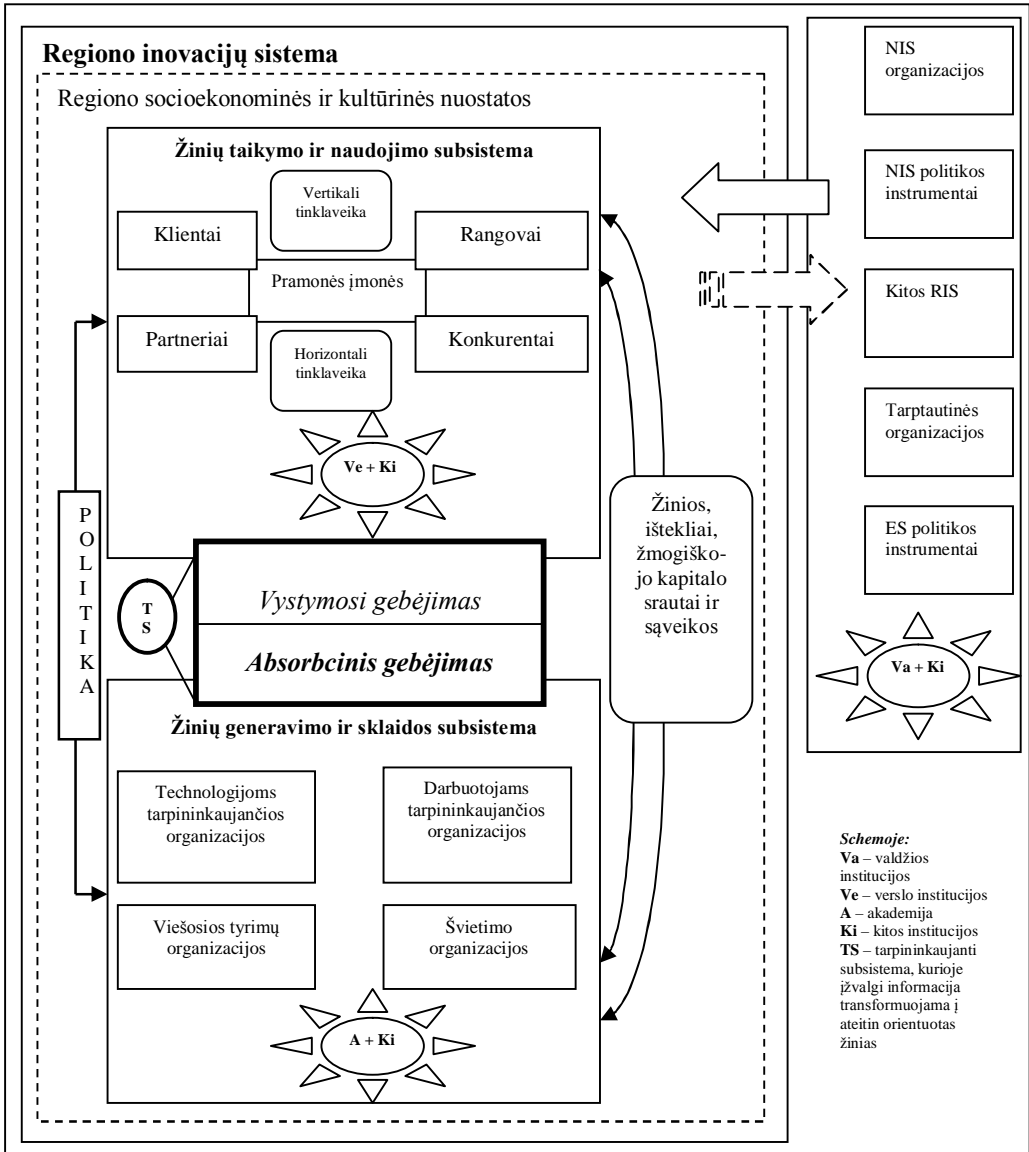 Regiono inovacijų sistema
Regiono socioekonominės ir kultūrinės nuostatos
Žinių taikymo ir naudojimo subsistema
Vertikali
tinklaveika
Klientai
Rangovai
Pramonės įmonės
Partneriai
Konkurentai
Horizontali
tinklaveika
Ve + Ki
POLITIKA
T
S
Vystymosi gebėjimas
Absorbcinis gebėjimas
Žinios,
ištekliai,
žmogiško-
jo kapitalo
srautai ir
sąveikos
Žinių generavimo ir sklaidos subsistema
Technologijoms
tarpininkaujančios
organizacijos
Darbuotojams
tarpininkaujančios
organizacijos
Viešosios tyrimų
organizacijos
Švietimo
organizacijos
A + Ki
NIS
organizacijos
NIS politikos
instrumentai
Kitos RIS
Tarptautinės
organizacijos
ES politikos
instrumentai
Va + Ki
Schemoje:
Va – valdžios
institucijos
Ve – verslo institucijos
A – akademija
Ki – kitos institucijos
TS – tarpininkaujanti
subsistema, kurioje
įžvalgi informacija
transformuojama į
ateitin orientuotas
žinias